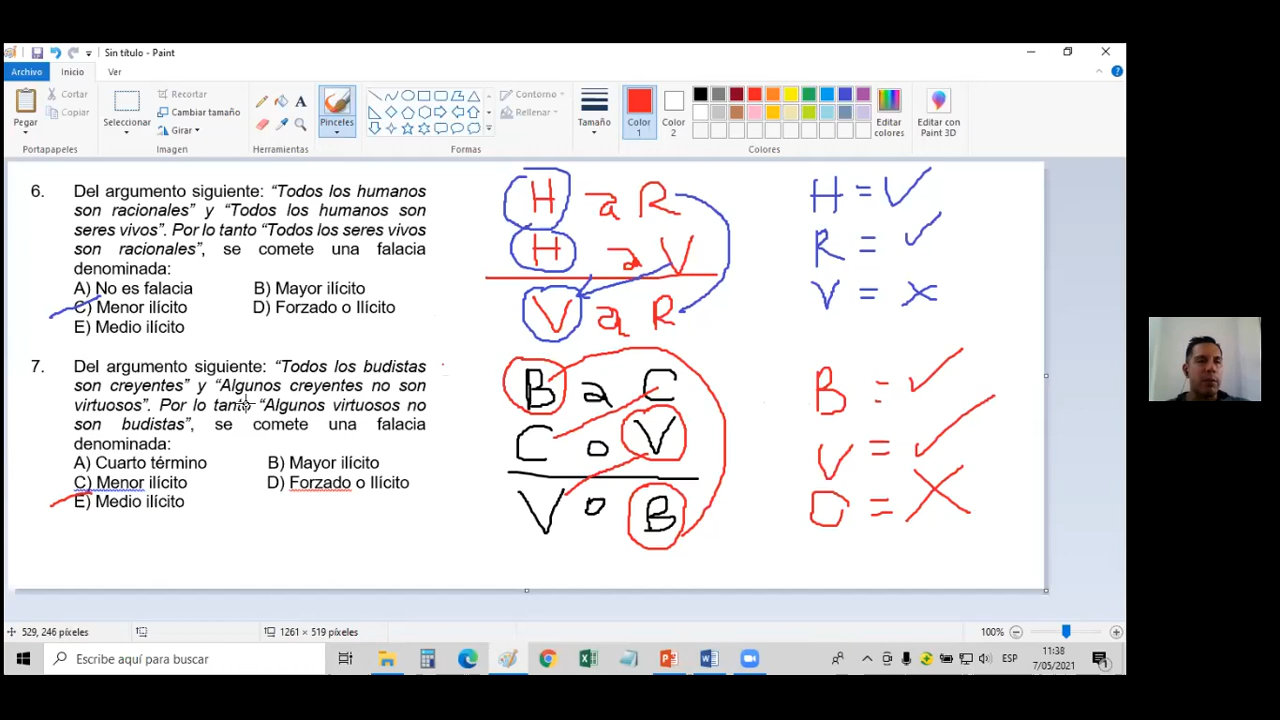 Sin título - Paint
Archivo Inicio Ver
Pegar
Cortar
Copiar
Portapapeles
Seleccionar
Recortar
Cambiar tamaño
Girar
Imagen
Herramientas
Pinceles
Contorno
Rellenar
Formas
Tamaño
Color 1
Color 2
Editar colores
Editar con Paint 3D
Colores
6. Del argumento siguiente: “Todos los humanos
son racionales” y “Todos los humanos son
seres vivos”. Por lo tanto “Todos los seres vivos
son racionales”, se comete una falacia
denominada:
A) No es falacia B) Mayor ilícito
C) Menor ilícito D) Forzado o Ilícito
E) Medio ilícito
H a R
H a V
V a R
H =
R =
V = X
7. Del argumento siguiente: “Todos los budistas
son creyentes” y “Algunos creyentes no son
virtuosos”. Por lo tanto “Algunos virtuosos no
son budistas”, se comete una falacia
denominada:
A) Cuarto término B) Mayor ilícito
C) Menor ilícito D) Forzado o Ilícito
E) Medio ilícito
B a C
C o V
V o B
B =
V =
O = X
529, 246 píxeles 1261 × 519 píxeles 100%
Escribe aquí para buscar ESP 11:38
7/05/2021